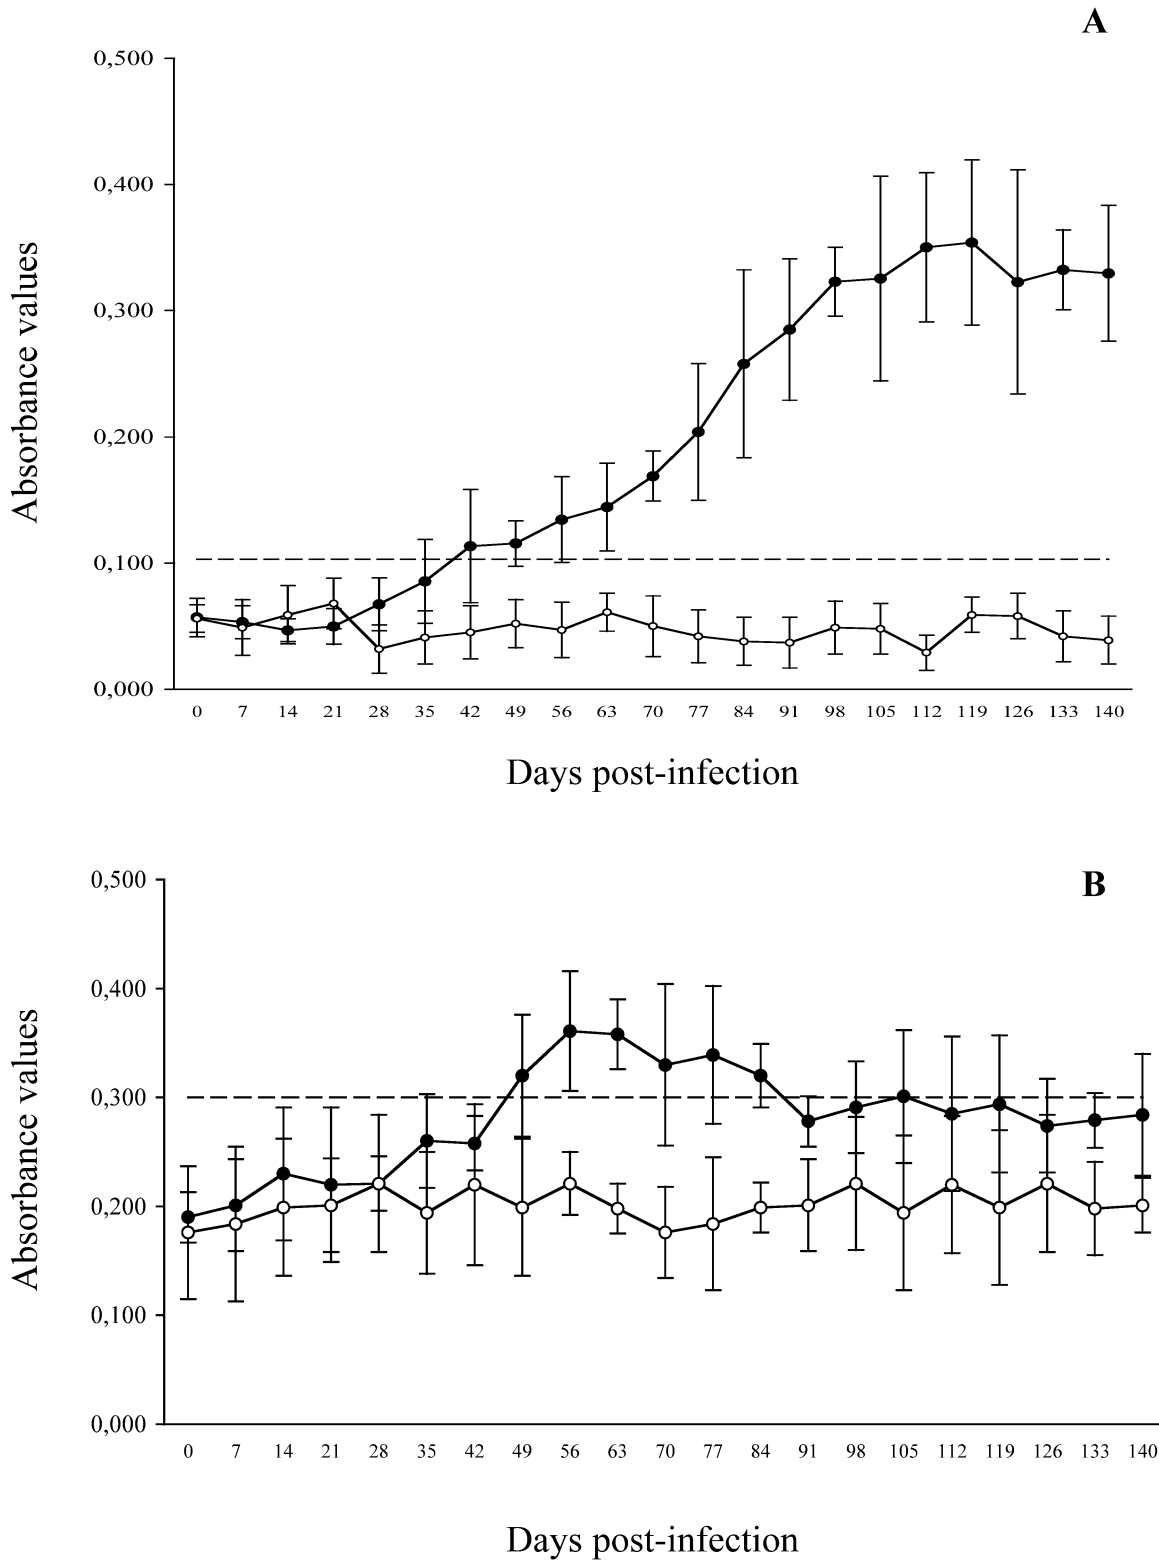 A
0,500
0,400
0,300
0,200
0,100
0,000
Absorbance values
0 7 14 21 28 35 42 49 56 63 70 77 84 91 98 105 112 119 126 133 140
Days post-infection
B
0,500
0,400
0,300
0,200
0,100
0,000
Absorbance values
0 7 14 21 28 35 42 49 56 63 70 77 84 91 98 105 112 119 126 133 140
Days post-infection